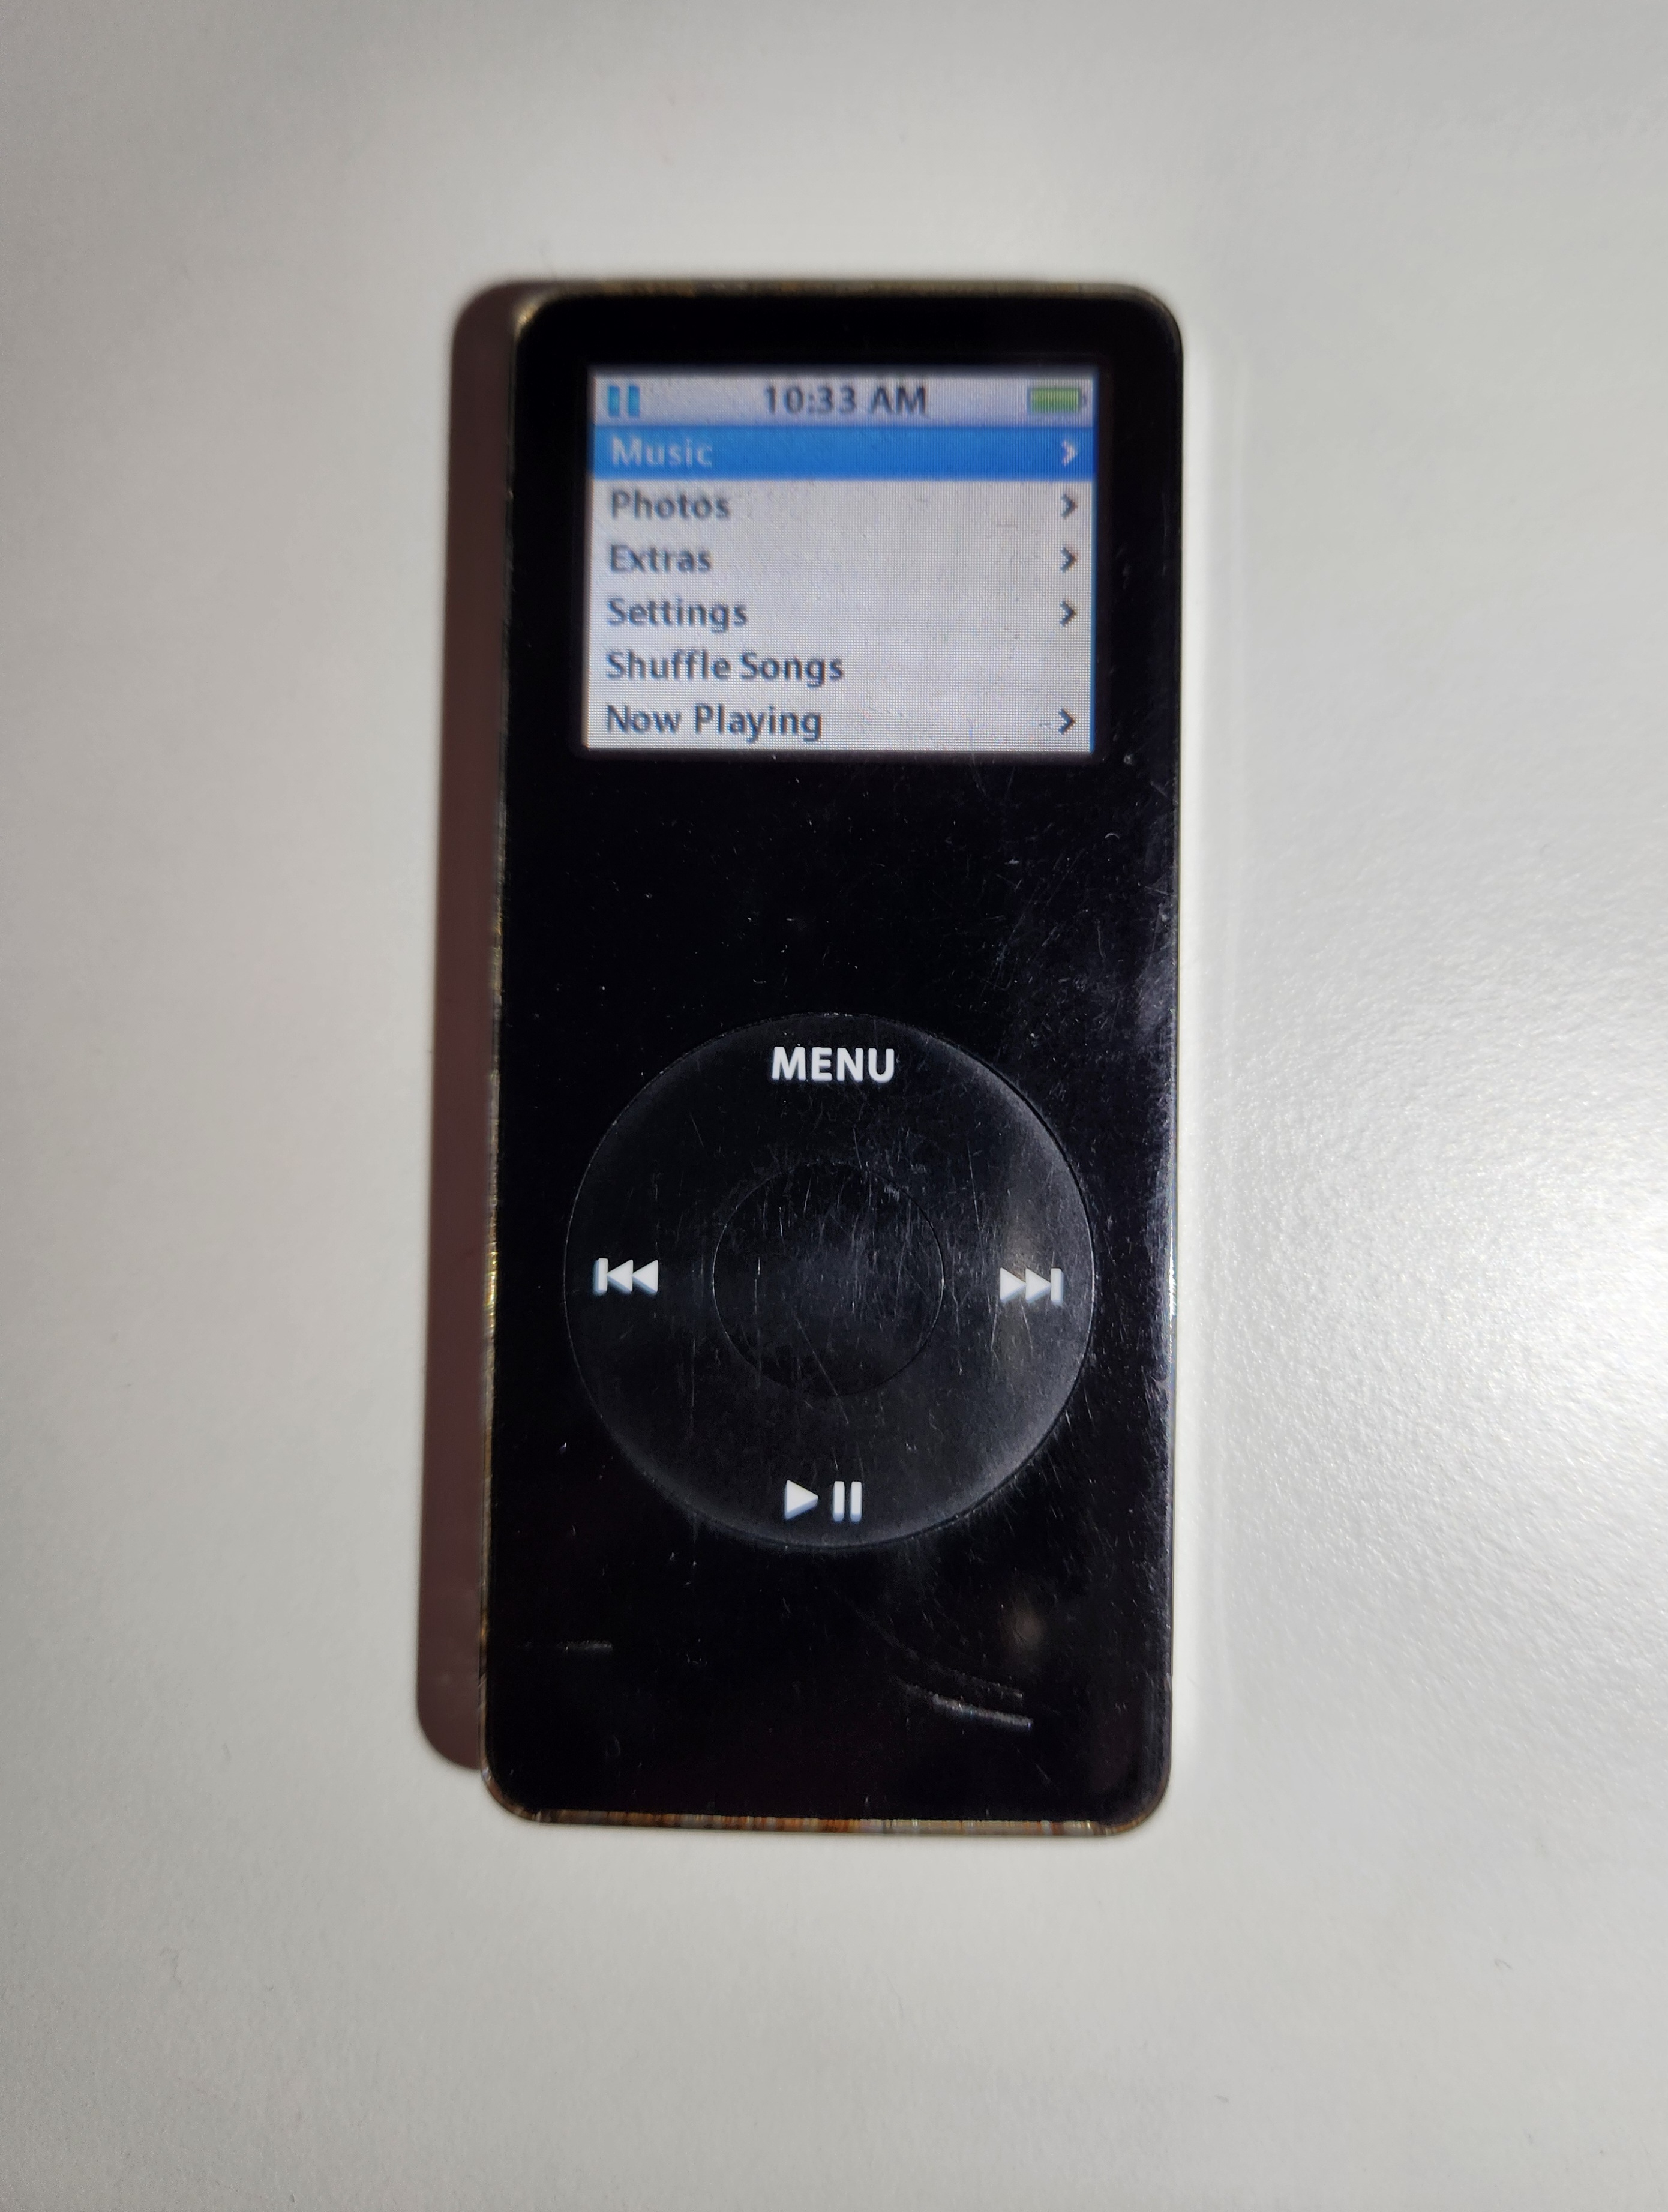 10:33 AM
Music
Photos
Extras
Settings
Shuffle Songs
Now Playing
MENU